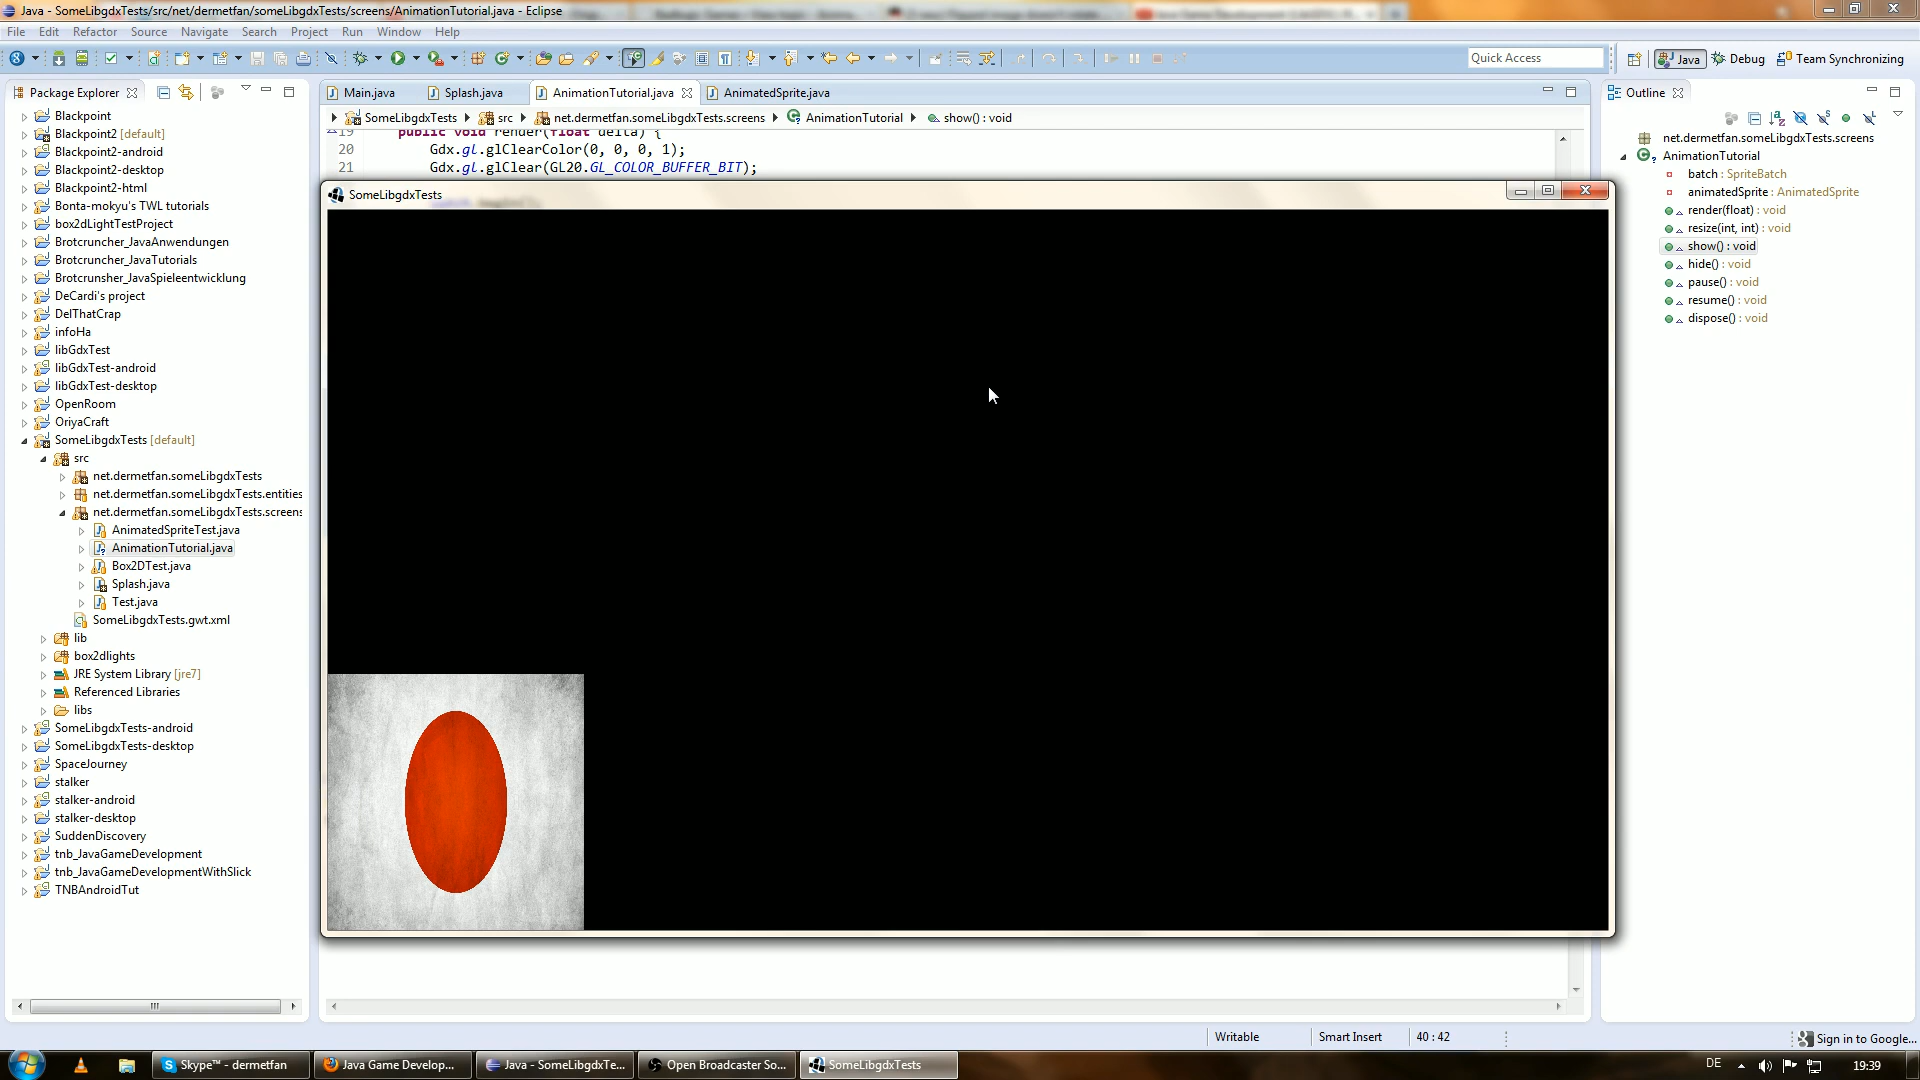 Java - SomeLibgdxTests/src/net/dermetfan/someLibgdxTests/screens/AnimationTutorial.java - Eclipse
File Edit Refactor Source Navigate Search Project Run Window Help
Quick Access
Java Debug Team Synchronizing
Package Explorer
Blackpoint
Blackpoint2 [default]
Blackpoint2-android
Blackpoint2-desktop
Blackpoint2-html
Bonta-mokyu's TWL tutorials
box2dLightTestProject
Brotcruncher_JavaAnwendungen
Brotcruncher_JavaTutorials
Brotcrunsher_JavaSpieleentwicklung
DeCardi's project
DelThatCrap
infoHa
libGdxTest
libGdxTest-android
libGdxTest-desktop
OpenRoom
OriyaCraft
SomeLibgdxTests [default]
src
net.dermetfan.someLibgdxTests
net.dermetfan.someLibgdxTests.entities
net.dermetfan.someLibgdxTests.screens
AnimatedSpriteTest.java
AnimationTutorial.java
Box2DTest.java
Splash.java
Test.java
SomeLibgdxTests.gwt.xml
lib
box2dlights
JRE System Library [jre7]
Referenced Libraries
libs
SomeLibgdxTests-android
SomeLibgdxTests-desktop
SpaceJourney
stalker
stalker-android
stalker-desktop
SuddenDiscovery
tnb_JavaGameDevelopment
tnb_JavaGameDevelopmentWithSlick
TNBAndroidTut
Main.java Splash.java AnimationTutorial.java AnimatedSprite.java
SomeLibgdxTests src net.dermetfan.someLibgdxTests.screens AnimationTutorial show() : void
19 public void render(float delta) {
20 Gdx.gl.glClearColor(0, 0, 0, 1);
21 Gdx.gl.glClear(GL20.GL_COLOR_BUFFER_BIT);
SomeLibgdxTests
Outline
net.dermetfan.someLibgdxTests.screens
AnimationTutorial
batch : SpriteBatch
animatedSprite : AnimatedSprite
render(float) : void
resize(int, int) : void
show() : void
hide() : void
pause() : void
resume() : void
dispose() : void
Writable Smart Insert 40 : 42 Sign in to Google...
Skype™ - dermetfan Java Game Develop... Java - SomeLibgdxTe... Open Broadcaster So... SomeLibgdxTests DE 19:39